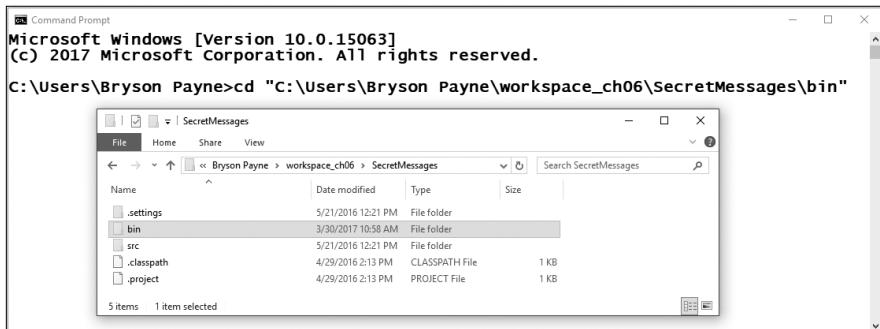 Command Prompt
Microsoft Windows [Version 10.0.15063]
(c) 2017 Microsoft Corporation. All rights reserved.
C:\Users\Bryson Payne>cd "C:\Users\Bryson Payne\workspace_ch06\SecretMessages\bin"
SecretMessages
File Home Share View
« Bryson Payne > workspace_ch06 > SecretMessages Search SecretMessages
Name Date modified Type Size
.settings 5/21/2016 12:21 PM File folder
bin 3/30/2017 10:58 AM File folder
src 5/21/2016 12:21 PM File folder
.classpath 4/29/2016 2:13 PM CLASSPATH File 1 KB
.project 4/29/2016 2:13 PM PROJECT File 1 KB
5 items 1 item selected